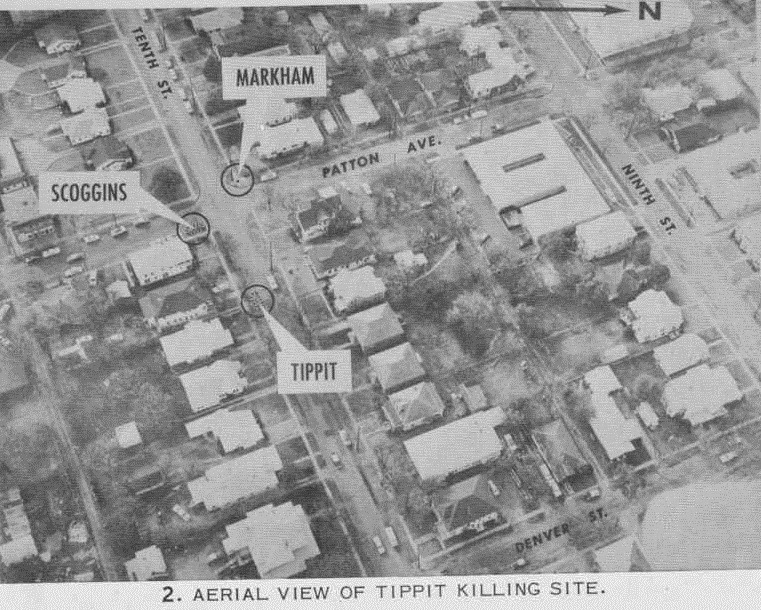 N
TENTH ST.
MARKHAM
PATTON AVE.
SCOGGINS
NINTH ST.
TIPPIT
DENVER ST.
2. AERIAL VIEW OF TIPPIT KILLING SITE.